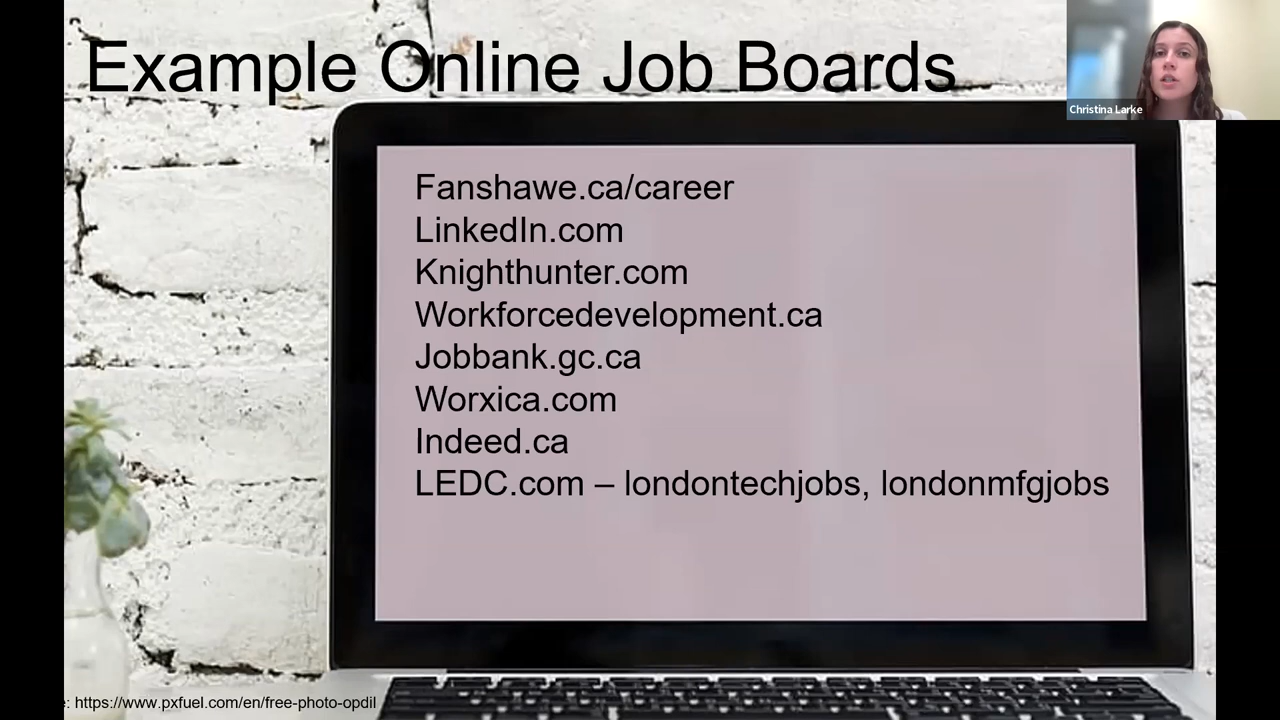 Example Online Job Boards
Christina Larke
Fanshawe.ca/career
LinkedIn.com
Knighthunter.com
Workforcedevelopment.ca
Jobbank.gc.ca
Worxica.com
Indeed.ca
LEDC.com – londontechjobs, londonmfgjobs
: https://www.pxfuel.com/en/free-photo-opdil